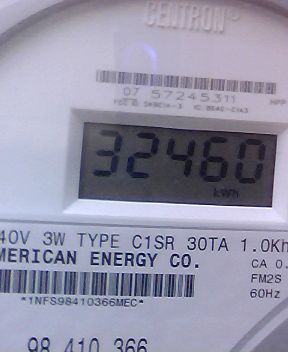 CENTRON®
07 57245311 HPP
32460
kWh
40V 3W TYPE C1SR 30TA 1.0Kh
MERICAN ENERGY CO.
CA 0.
FM2S
60Hz
*1NFS98410366MEC*
98 410 366